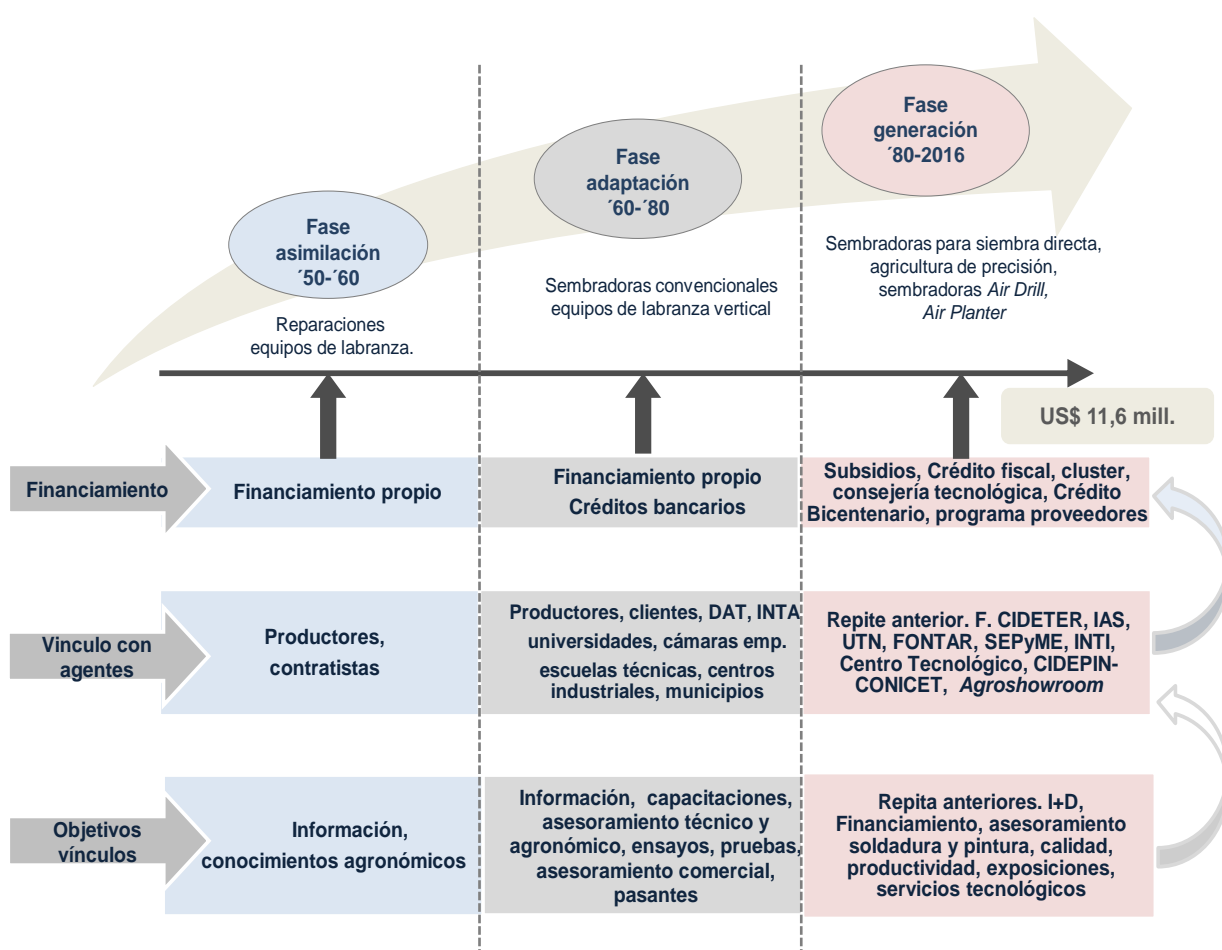 Fase
asimilación
´50-´60
Fase
adaptación
´60-´80
Fase
generación
'80-2016
Reparaciones
equipos de labranza.
Sembradoras convencionales
equipos de labranza vertical
Sembradoras para siembra directa,
agricultura de precisión,
sembradoras Air Drill,
Air Planter
US$ 11,6 mill.
Financiamiento
Financiamiento propio
Financiamiento propio
Créditos bancarios
Subsidios, Crédito fiscal, cluster,
consejería tecnológica, Crédito
Bicentenario, programa proveedores
Vinculo con
agentes
Productores,
contratistas
Productores, clientes, DAT, INTA
universidades, cámaras emp.
escuelas técnicas, centros
industriales, municipios
Repite anterior. F. CIDETER, IAS,
UTN, FONTAR, SEPyME, INTI,
Centro Tecnológico, CIDEPIN-
CONICET, Agroshowroom
Objetivos
vínculos
Información,
conocimientos agronómicos
Información, capacitaciones,
asesoramiento técnico y
agronómico, ensayos, pruebas,
asesoramiento comercial,
pasantes
Repita anteriores. I+D,
Financiamiento, asesoramiento
soldadura y pintura, calidad,
productividad, exposiciones,
servicios tecnológicos